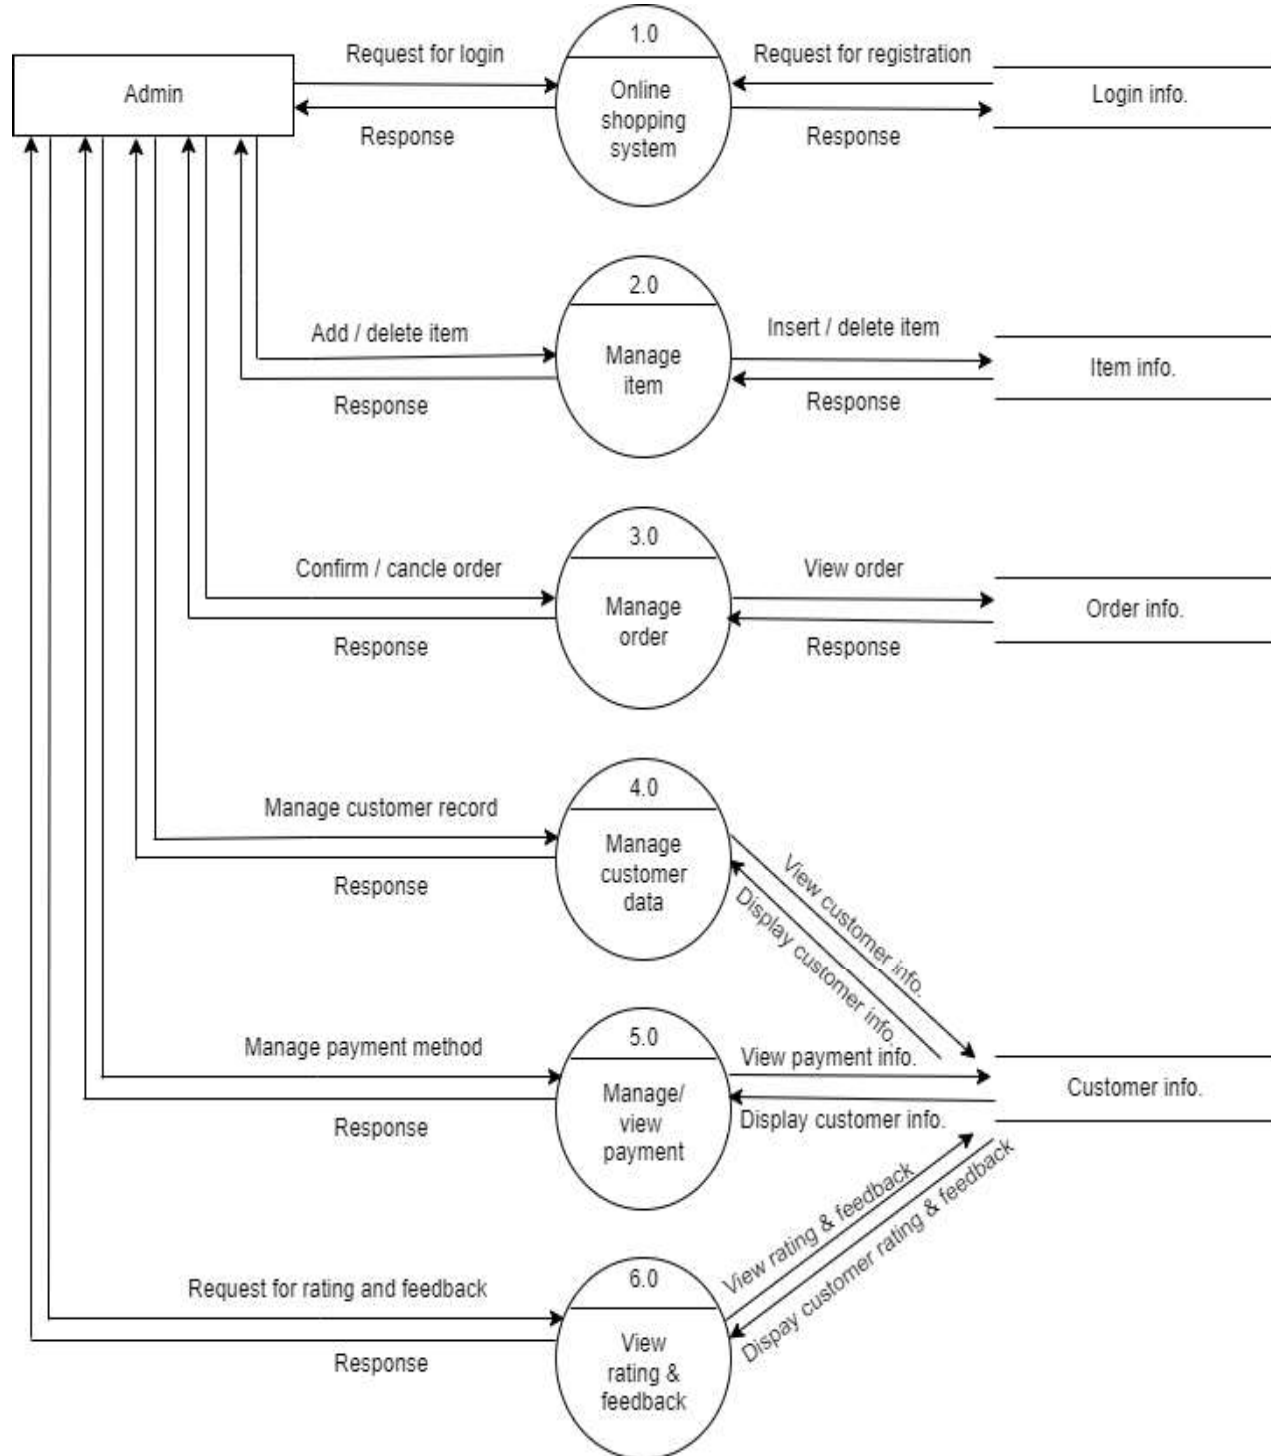 1.0
Request for login
Request for registration
Admin
Online
shopping
system
Login info.
Response
Response
2.0
Add / delete item
Insert / delete item
Manage
item
Item info.
Response
Response
3.0
Confirm / cancle order
View order
Manage
order
Order info.
Response
Response
4.0
Manage customer record
Manage
customer
data
Response
View customer info.
Display customer info.
5.0
Manage payment method
View payment info.
Manage/
view
payment
Customer info.
Display customer info.
Response
View rating & feedback
Dispay customer rating & feedback
6.0
Request for rating and feedback
View
rating &
feedback
Response